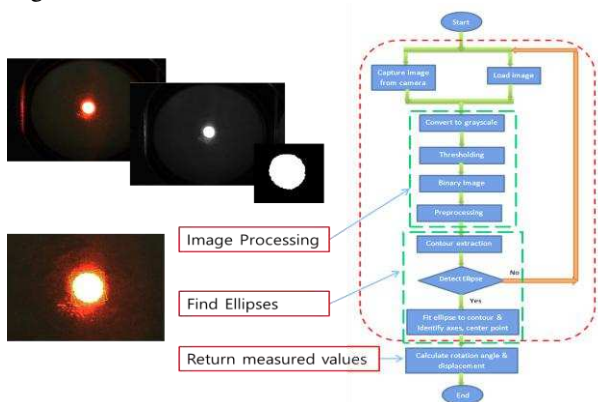 Start
Capture Image
from camera
Load image
Convert to grayscale
Thresholding
Binary Image
Preprocessing
Image Processing
Contour extraction
Detect Ellipse
No
Yes
Find Ellipses
Fit ellipse to contour &
Identify axes, center point
Return measured values
Calculate rotation angle &
displacement
End